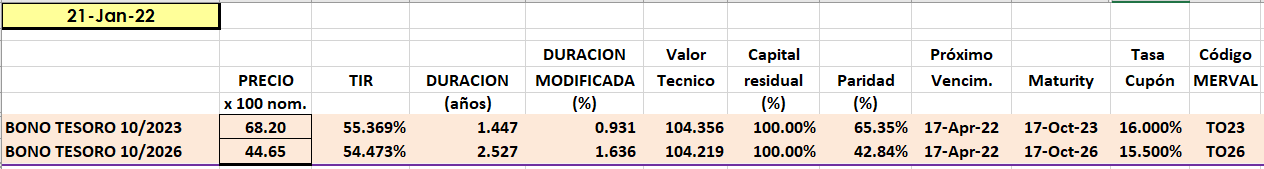 21-Jan-22
DURACION Valor Capital Próximo Tasa Código
PRECIO TIR DURACION MODIFICADA Tecnico residual Paridad Vencim. Maturity Cupón MERVAL
x 100 nom. (años) (%) (%) (%)
BONO TESORO 10/2023 68.20 55.369% 1.447 0.931 104.356 100.00% 65.35% 17-Apr-22 17-Oct-23 16.000% TO23
BONO TESORO 10/2026 44.65 54.473% 2.527 1.636 104.219 100.00% 42.84% 17-Apr-22 17-Oct-26 15.500% TO26